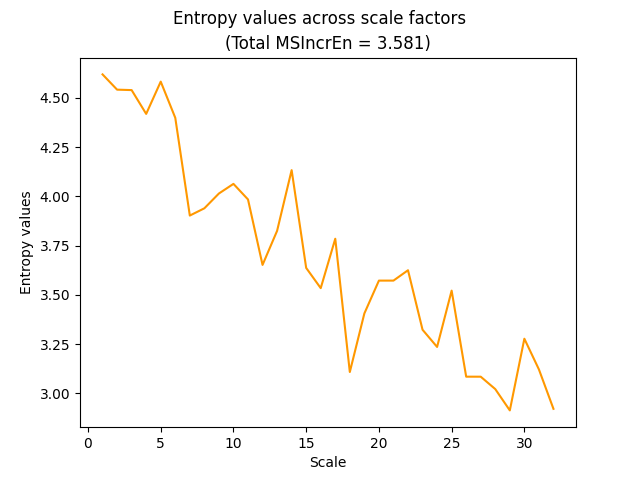 Entropy values across scale factors
(Total MSIncrEn = 3.581)
4.50
4.25
4.00
3.75
3.50
3.25
3.00
Entropy values
0 5 10 15 20 25 30
Scale